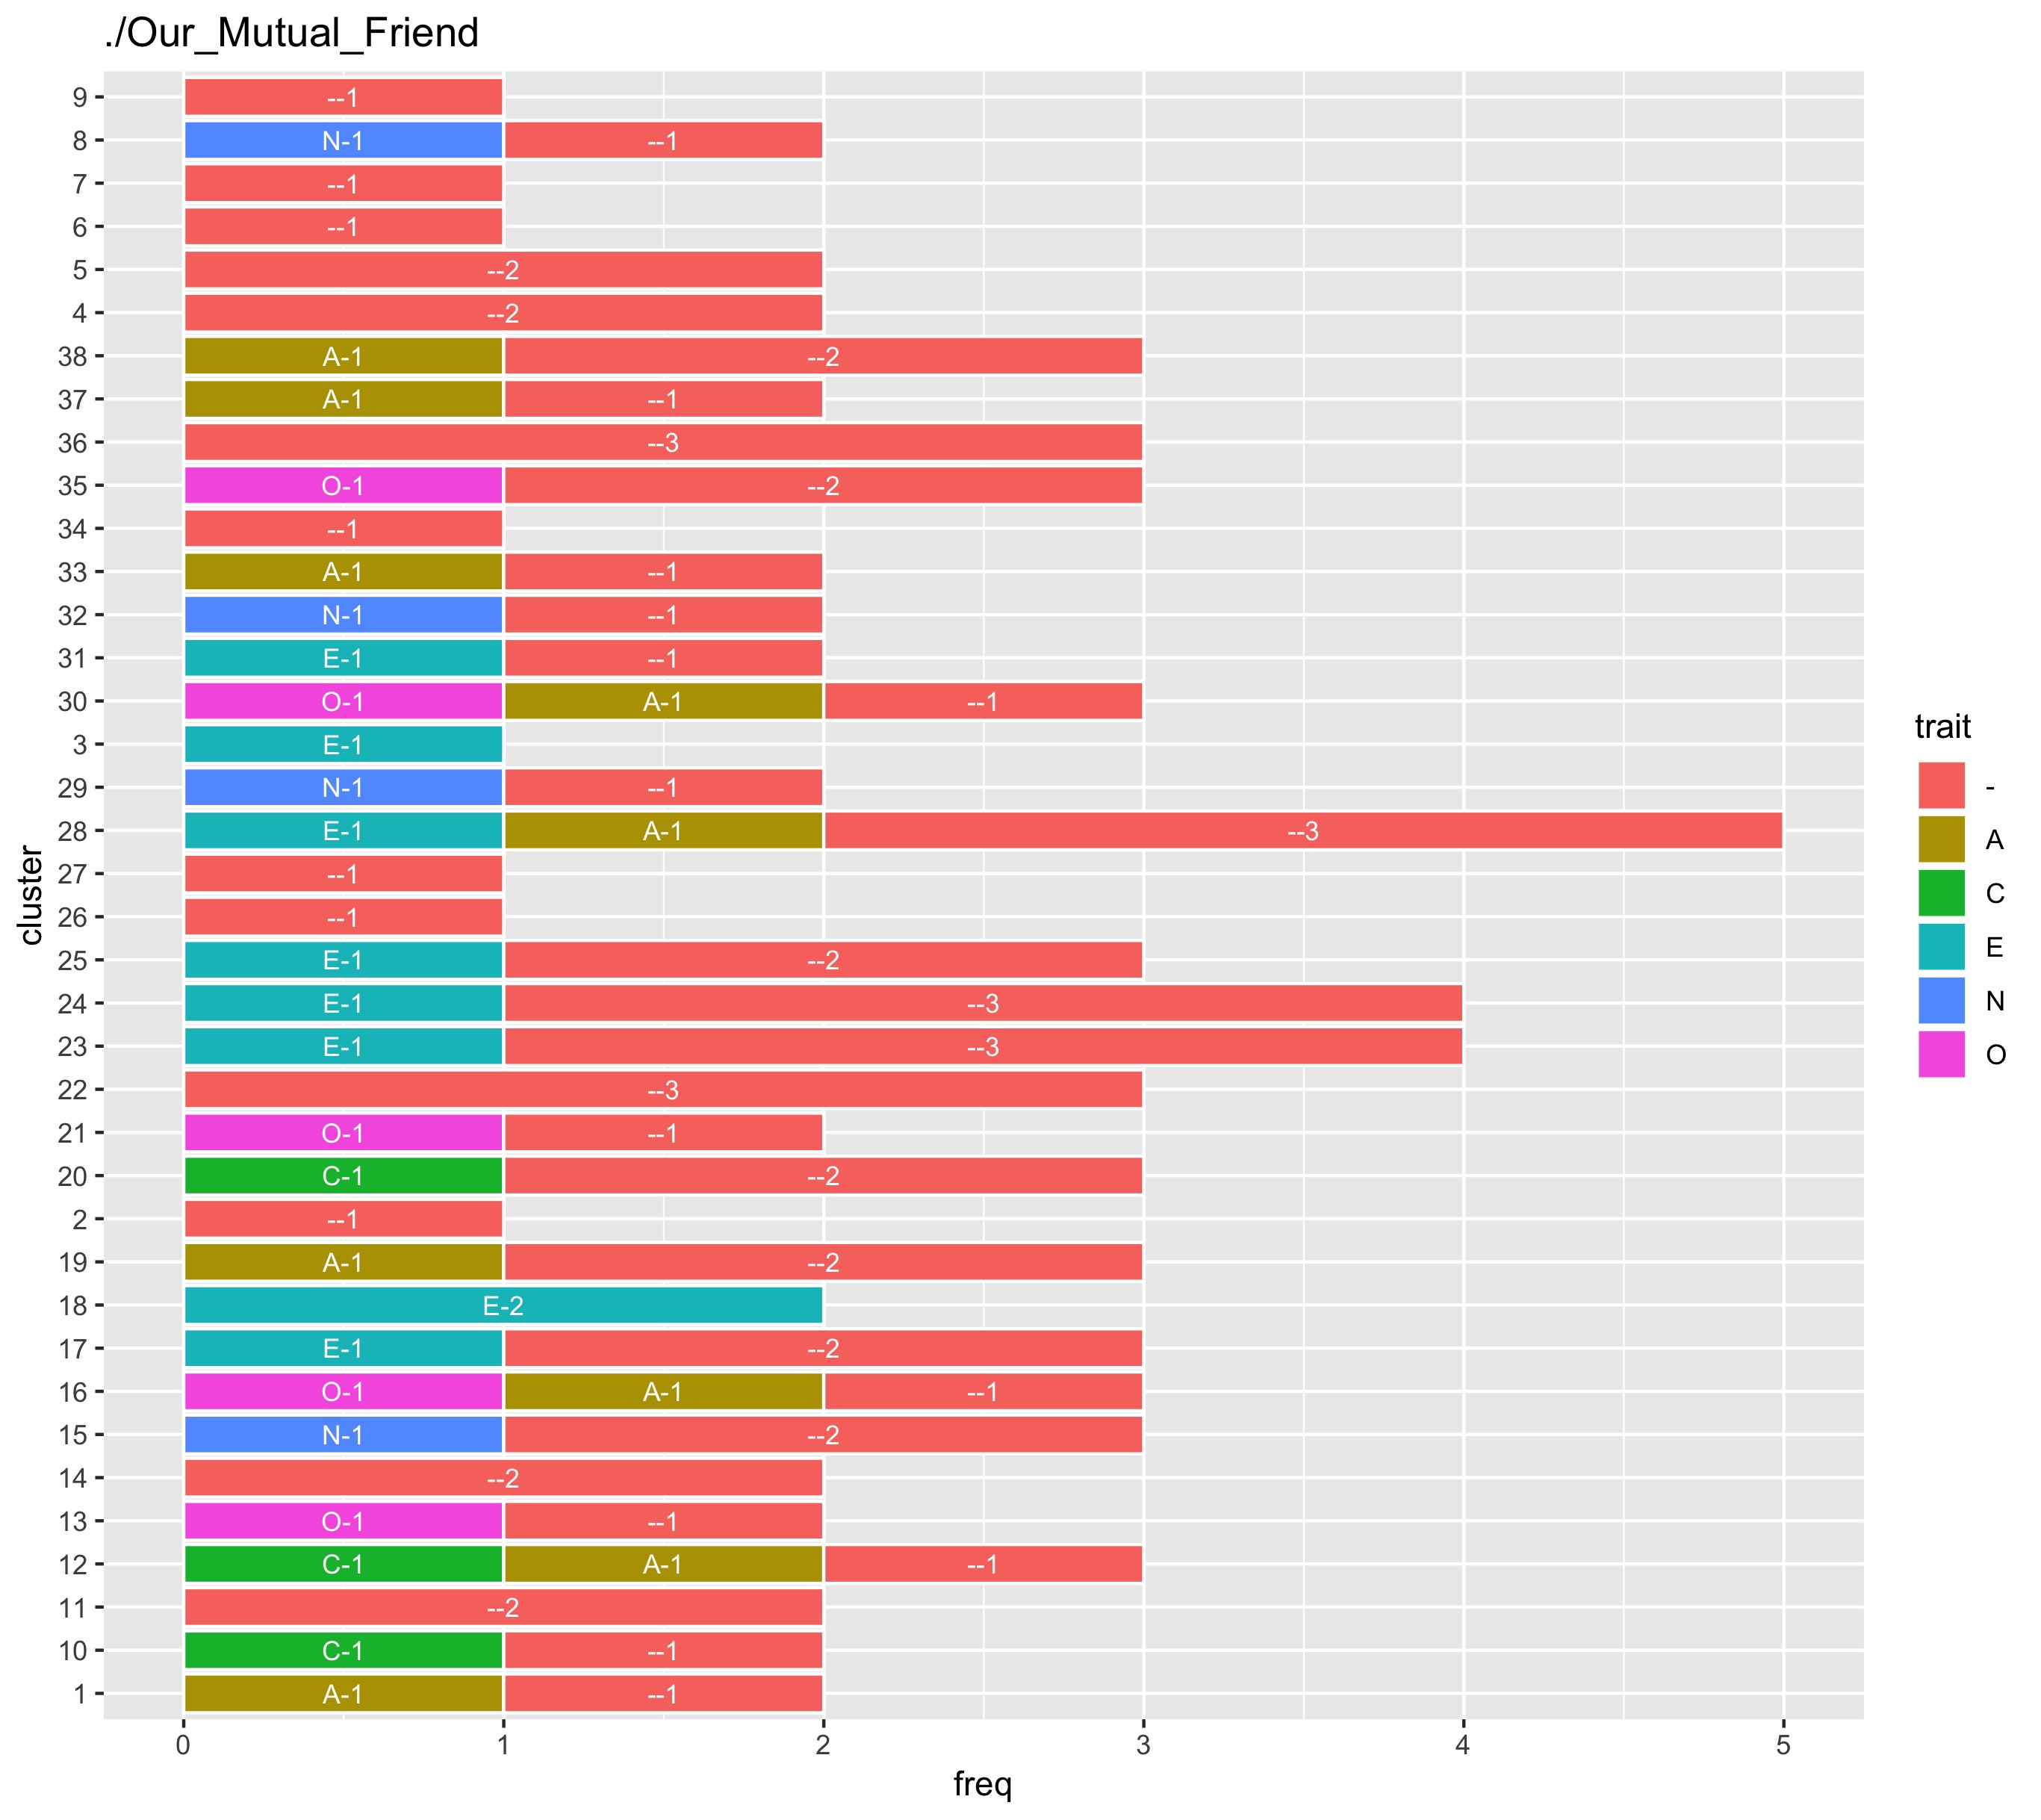 ./Our_Mutual_Friend
9 --1
8 N-1 --1
7 --1
6 --1
5 --2
4 --2
38 A-1 --2
37 A-1 --1
36 --3
35 O-1 --2
34 --1
33 A-1 --1
32 N-1 --1
31 E-1 --1
30 O-1 A-1 --1
3 E-1
29 N-1 --1
28 E-1 A-1 --3
27 --1
26 --1
25 E-1 --2
24 E-1 --3
23 E-1 --3
22 --3
21 O-1 --1
20 C-1 --2
2 --1
19 A-1 --2
18 E-2
17 E-1 --2
16 O-1 A-1 --1
15 N-1 --2
14 --2
13 O-1 --1
12 C-1 A-1 --1
11 --2
10 C-1 --1
1 A-1 --1
0 1 2 3 4 5
freq
cluster
trait
-
A
C
E
N
O